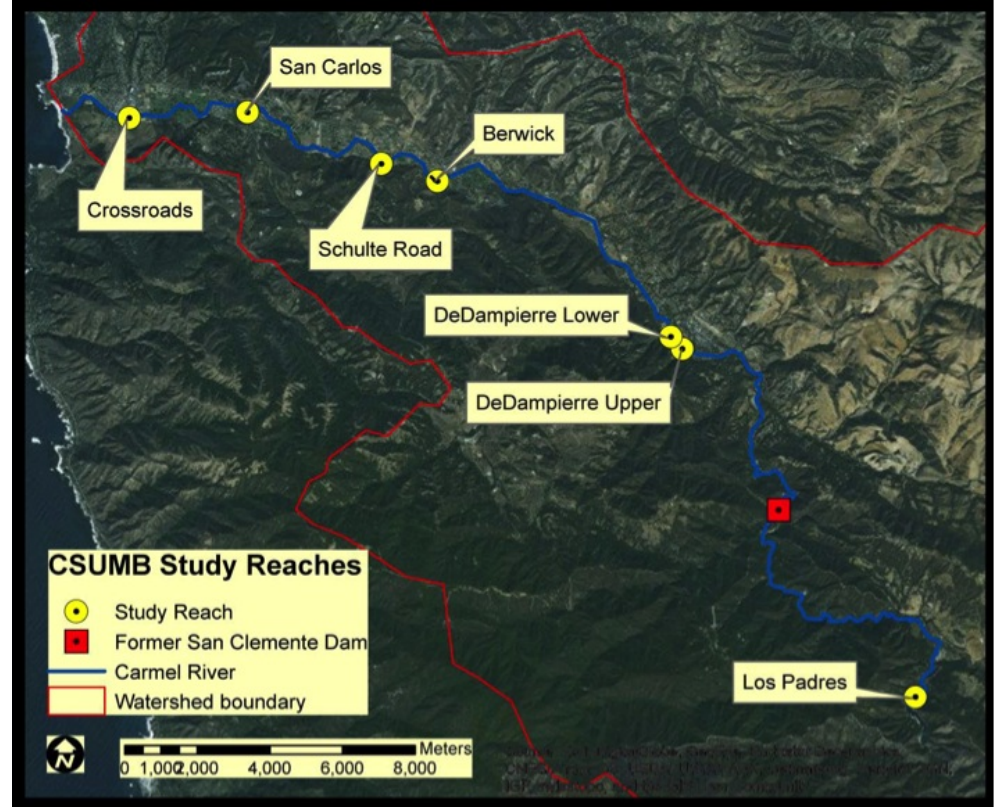 San Carlos
Berwick
Crossroads
Schulte Road
DeDampierre Lower
DeDampierre Upper
Los Padres
CSUMB Study Reaches
Study Reach
Former San Clemente Dam
Carmel River
Watershed boundary
N
Meters
0 1,000 2,000 4,000 6,000 8,000